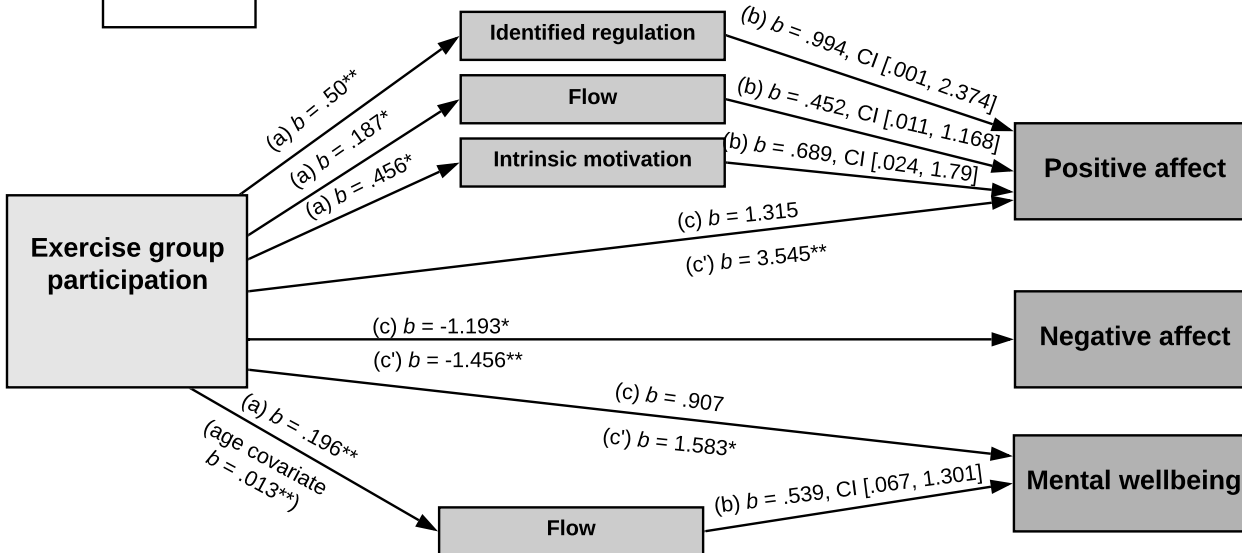 Identified regulation
(b) b = .994, CI [.001, 2.374]
(a) b = .50**
Flow
(b) b = .452, CI [.011, 1.168]
(a) b = .187*
Intrinsic motivation
(b) b = .689, CI [.024, 1.79]
(a) b = .456*
Positive affect
Exercise group
participation
(c) b = 1.315
(c') b = 3.545**
(c) b = -1.193*
(c') b = -1.456**
Negative affect
(c) b = .907
(c') b = 1.583*
(a) b = .196**
(age covariate
b = .013**)
Mental wellbeing
(b) b = .539, CI [.067, 1.301]
Flow